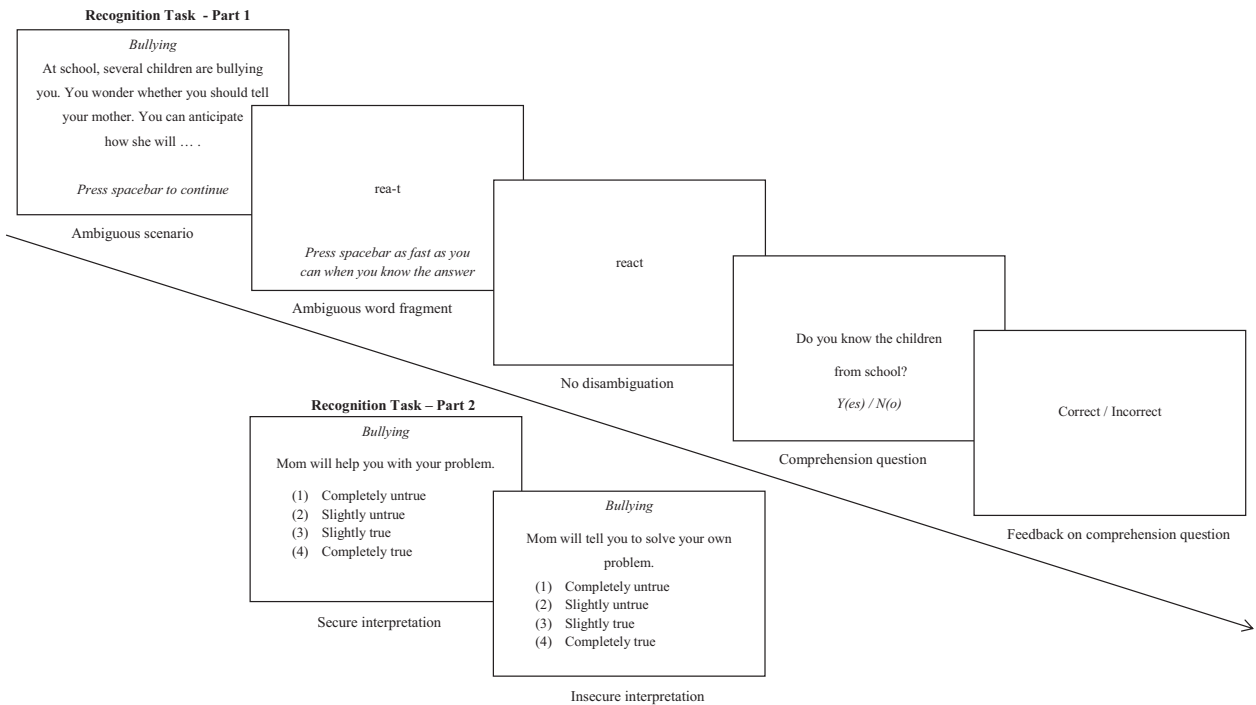 Recognition Task - Part 1
Bullying
At school, several children are bullying
you. You wonder whether you should tell
your mother. You can anticipate
how she will … .
Press spacebar to continue
Ambiguous scenario
rea-t
Press spacebar as fast as you
can when you know the answer
Ambiguous word fragment
react
No disambiguation
Do you know the children
from school?
Y(es) / N(o)
Comprehension question
Correct / Incorrect
Feedback on comprehension question
Recognition Task – Part 2
Bullying
Mom will help you with your problem.
(1) Completely untrue
(2) Slightly untrue
(3) Slightly true
(4) Completely true
Secure interpretation
Bullying
Mom will tell you to solve your own
problem.
(1) Completely untrue
(2) Slightly untrue
(3) Slightly true
(4) Completely true
Insecure interpretation